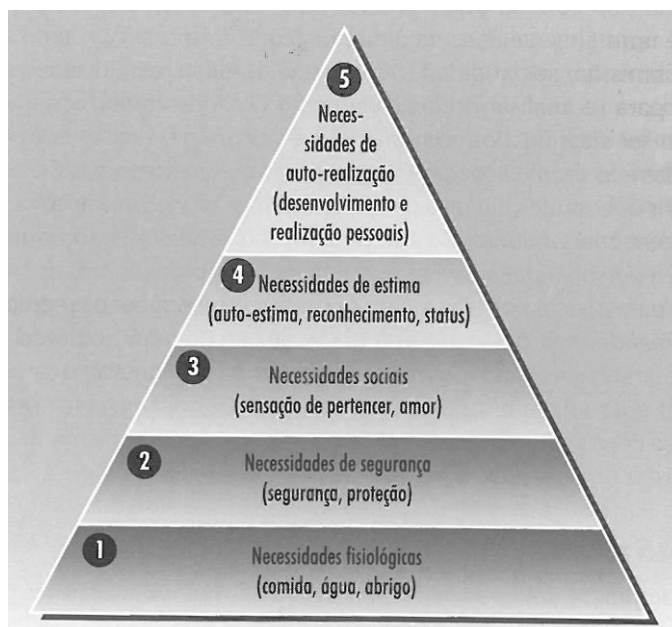 5
Neces-
sidades de
auto-realização
(desenvolvimento e
realização pessoais)
4
Necessidades de estima
(auto-estima, reconhecimento, status)
3
Necessidades sociais
(sensação de pertencer, amor)
2
Necessidades de segurança
(segurança, proteção)
1
Necessidades fisiológicas
(comida, água, abrigo)